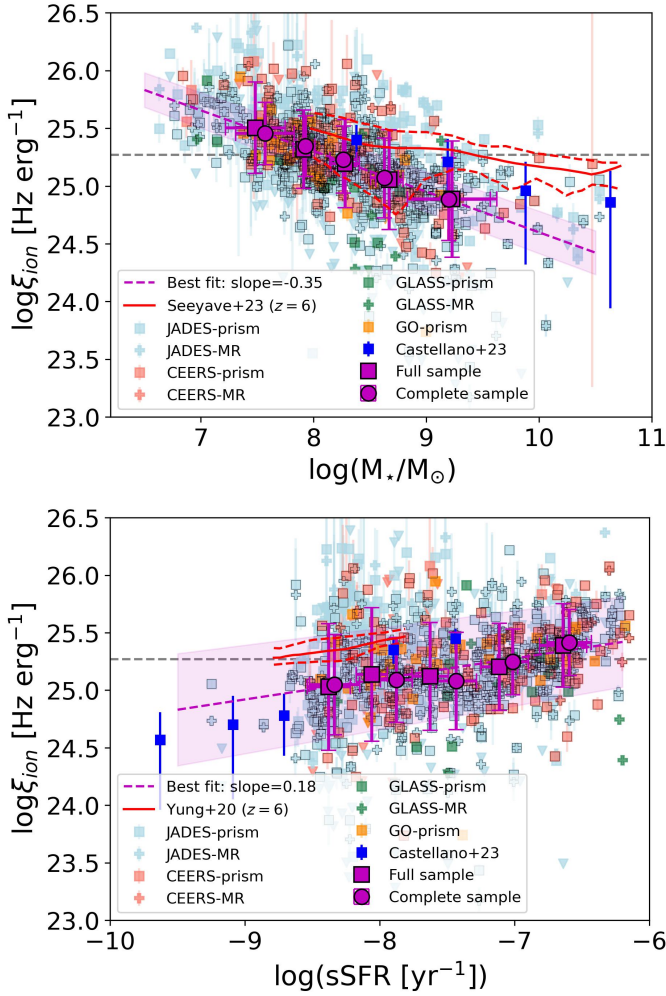 26.5
26.0
25.5
25.0
24.5
24.0
23.5
23.0
logξion [Hz erg−1]
Best fit: slope=-0.35
Seeyave+23 (z = 6)
JADES-prism
JADES-MR
CEERS-prism
CEERS-MR
GLASS-prism
GLASS-MR
GO-prism
Castellano+23
Full sample
Complete sample
7 8 9 10 11
log(M⋆/M⊙)
26.5
26.0
25.5
25.0
24.5
24.0
23.5
23.0
logξion [Hz erg−1]
Best fit: slope=0.18
Yung+20 (z = 6)
JADES-prism
JADES-MR
CEERS-prism
CEERS-MR
GLASS-prism
GLASS-MR
GO-prism
Castellano+23
Full sample
Complete sample
−10 −9 −8 −7 −6
log(sSFR [yr−1])